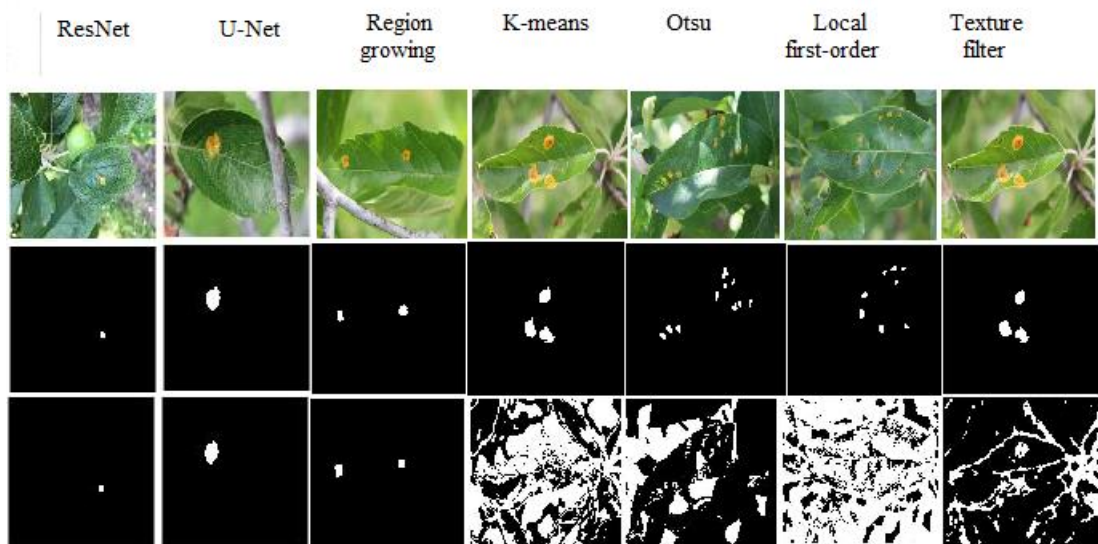 ResNet
U-Net
Region
growing
K-means
Otsu
Local
first-order
Texture
filter